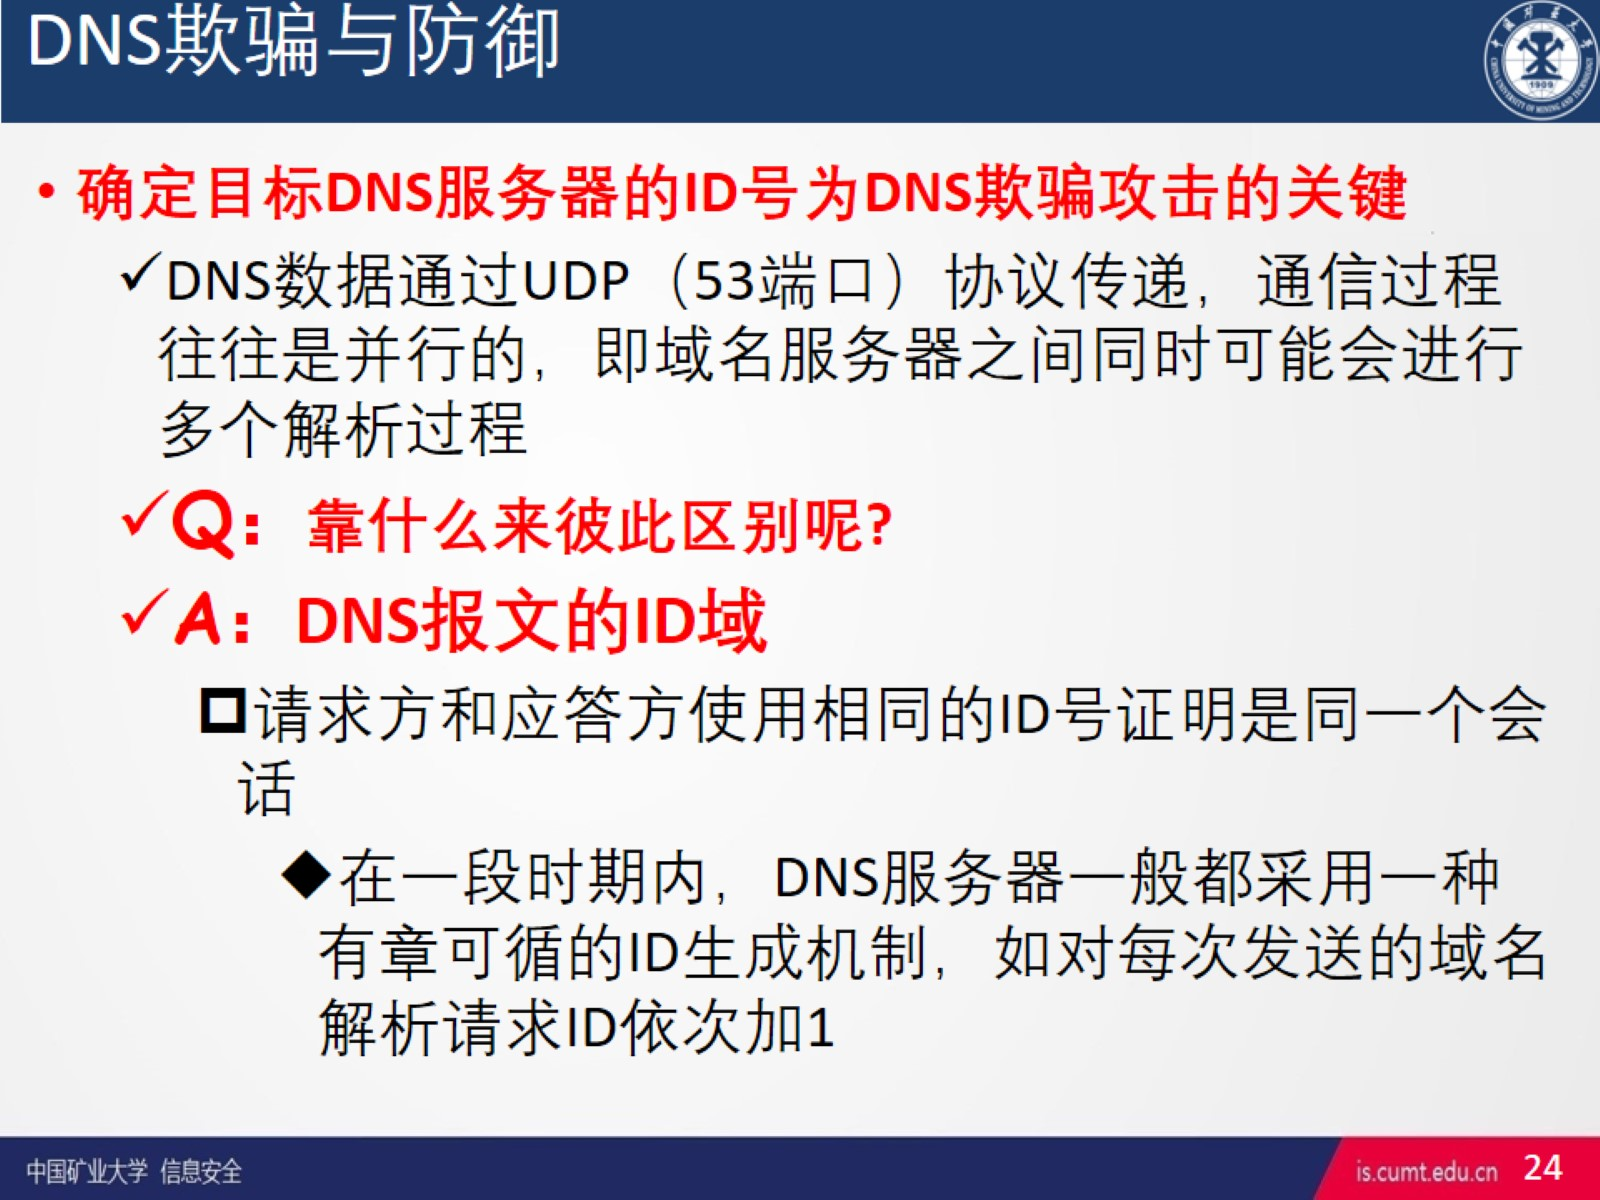 DNS欺骗与防御
• 确定目标DNS服务器的ID号为DNS欺骗攻击的关键
✓DNS数据通过UDP（53端口）协议传递，通信过程
往往是并行的，即域名服务器之间同时可能会进行
多个解析过程
✓Q：靠什么来彼此区别呢?
✓A：DNS报文的ID域
请求方和应答方使用相同的ID号证明是同一个会
话
◆在一段时期内，DNS服务器一般都采用一种
有章可循的ID生成机制，如对每次发送的域名
解析请求ID依次加1
中国矿业大学 信息安全
is.cumt.edu.cn 24
1909
CHINA UNIVERSITY OF MINING AND TECHNOLOGY